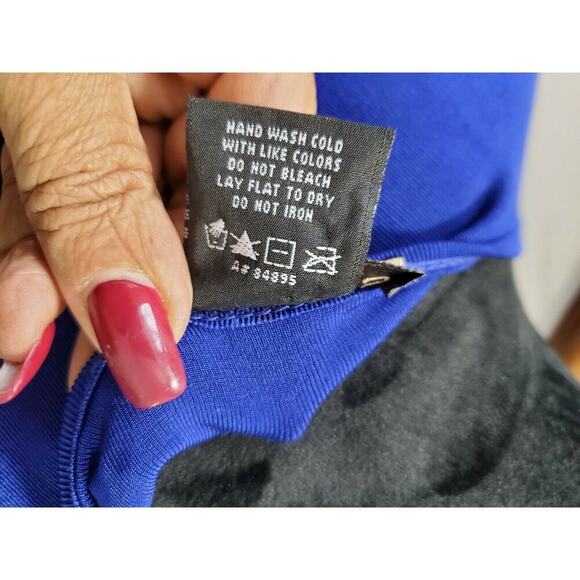 HAND WASH COLD
WITH LIKE COLORS
DO NOT BLEACH
LAY FLAT TO DRY
DO NOT IRON
A# 84895